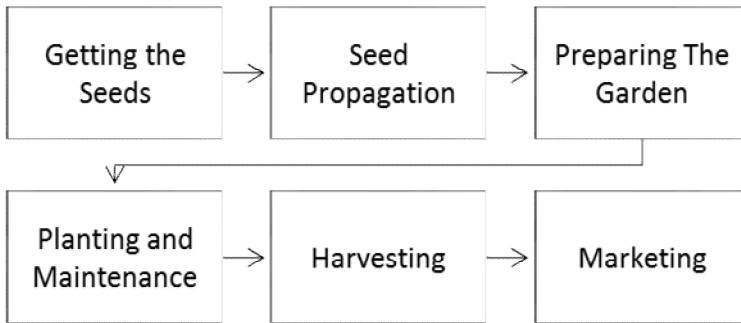 Getting the
Seeds
Seed
Propagation
Preparing The
Garden
Planting and
Maintenance
Harvesting
Marketing